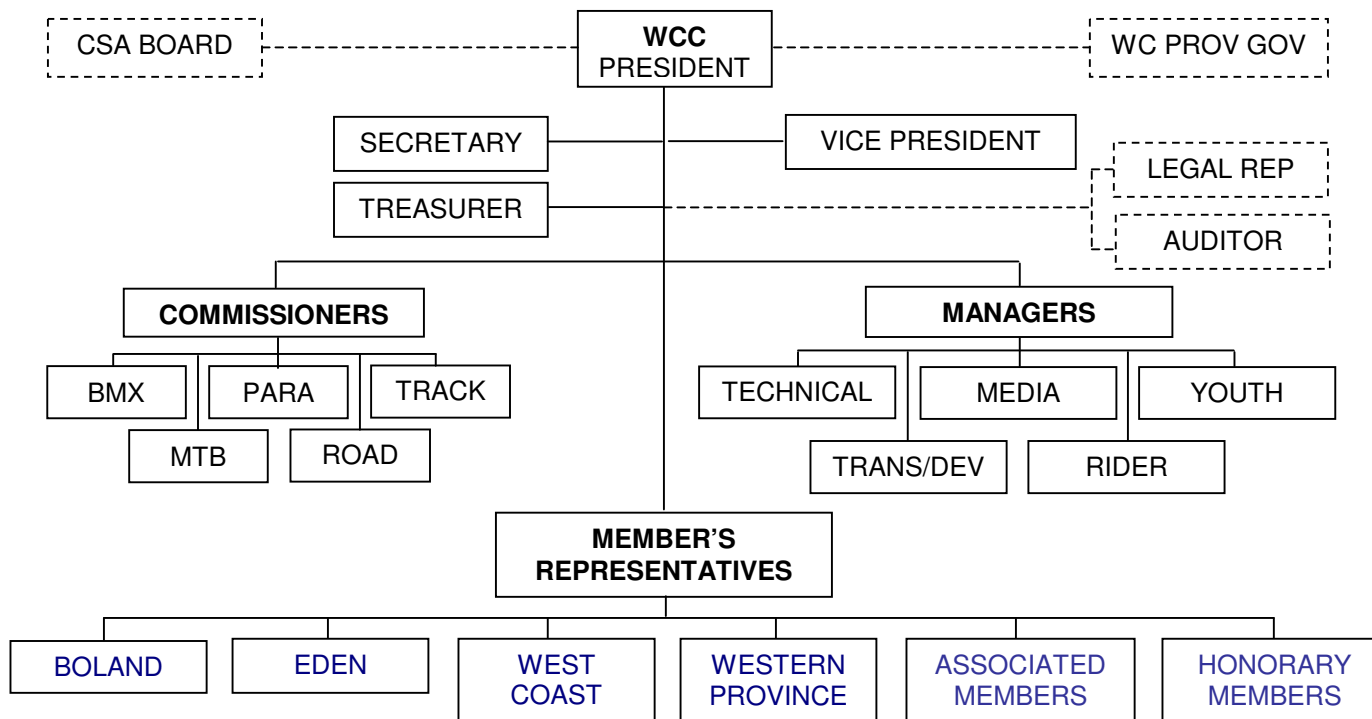 CSA BOARD
WCC
PRESIDENT
WC PROV GOV
SECRETARY
VICE PRESIDENT
LEGAL REP
TREASURER
AUDITOR
COMMISSIONERS
MANAGERS
BMX
PARA
TRACK
TECHNICAL
MEDIA
YOUTH
MTB
ROAD
TRANS/DEV
RIDER
MEMBER’S
REPRESENTATIVES
BOLAND
EDEN
WEST
COAST
WESTERN
PROVINCE
ASSOCIATED
MEMBERS
HONORARY
MEMBERS